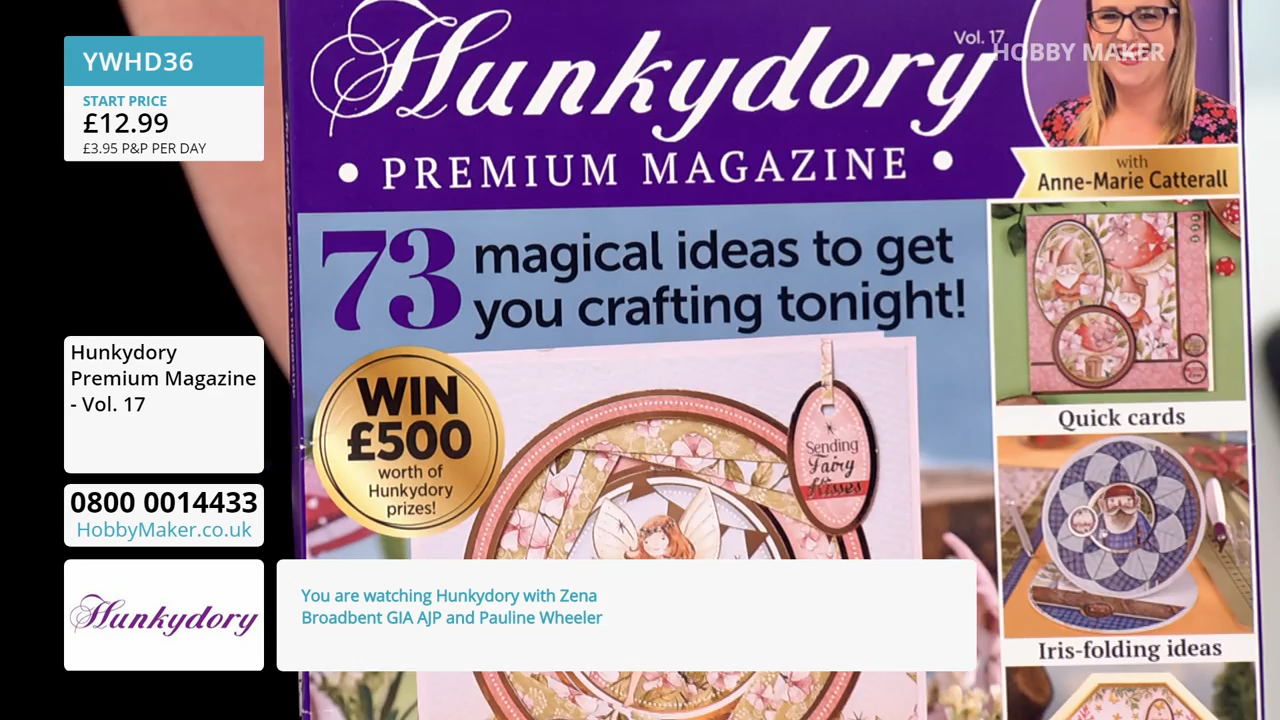 YWHD36
START PRICE
£12.99
£3.95 P&P PER DAY
Hunkydory
Premium Magazine
- Vol. 17
0800 0014433
HobbyMaker.co.uk
Hunkydory
You are watching Hunkydory with Zena
Broadbent GIA AJP and Pauline Wheeler
HOBBY MAKER
Vol. 17
Hunkydory
• PREMIUM MAGAZINE •
with
Anne-Marie Catterall
73 magical ideas to get
you crafting tonight!
WIN
£500
worth of
Hunkydory
prizes!
Sending
Fairy
Kisses
Quick cards
Iris-folding ideas